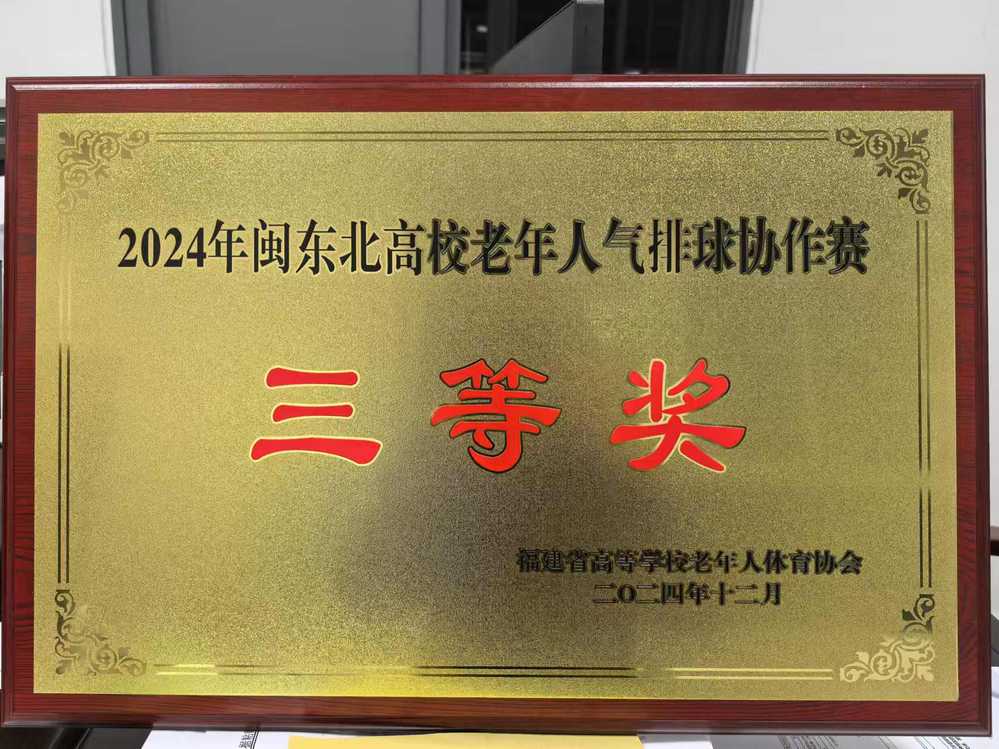 2024年闽东北高校老年人气排球协作赛
三等奖
福建省高等学校老年人体育协会
二O二四年十二月